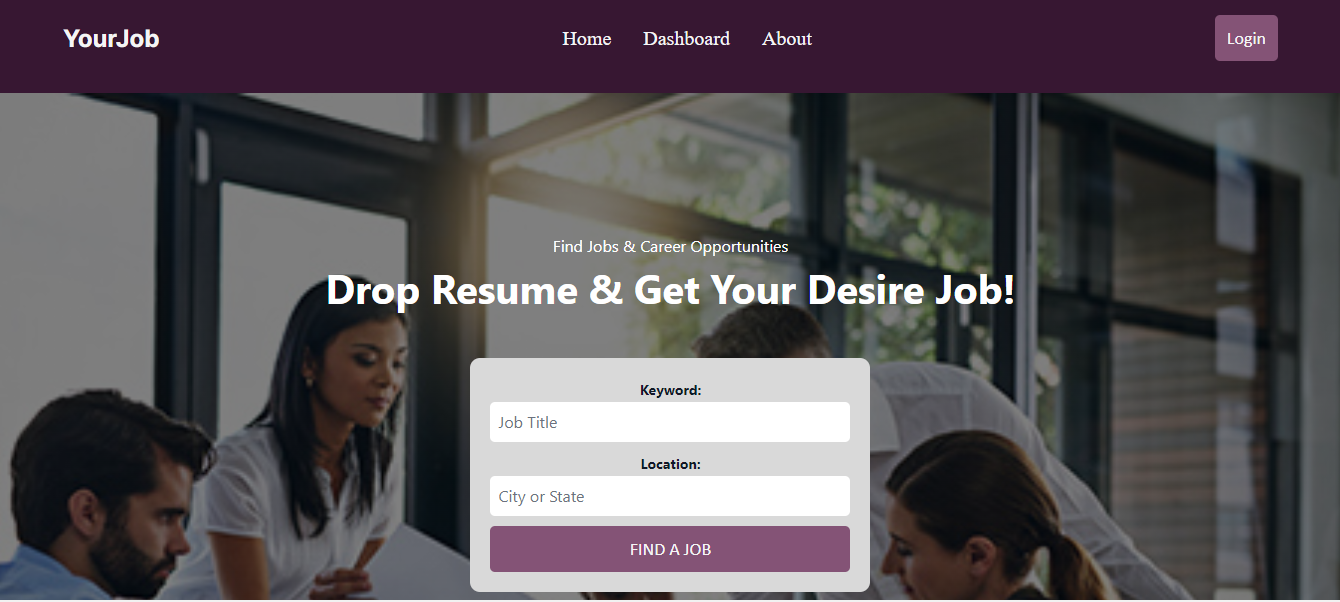 YourJob
Home Dashboard About
Login
Find Jobs & Career Opportunities
Drop Resume & Get Your Desire Job!
Keyword:
Job Title
Location:
City or State
FIND A JOB